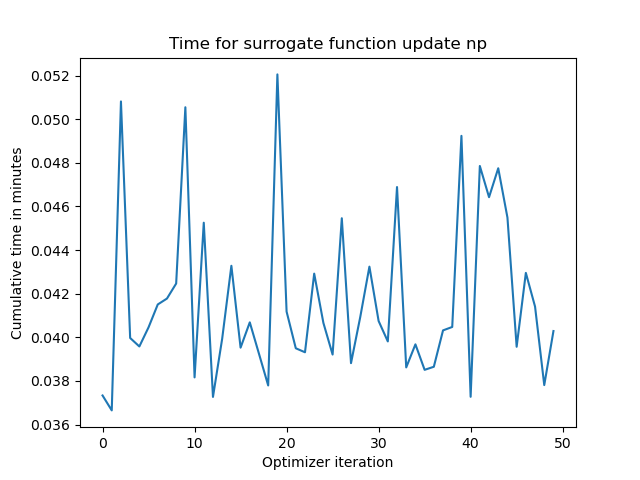 Time for surrogate function update np
Cumulative time in minutes
0.052
0.050
0.048
0.046
0.044
0.042
0.040
0.038
0.036
0 10 20 30 40 50
Optimizer iteration